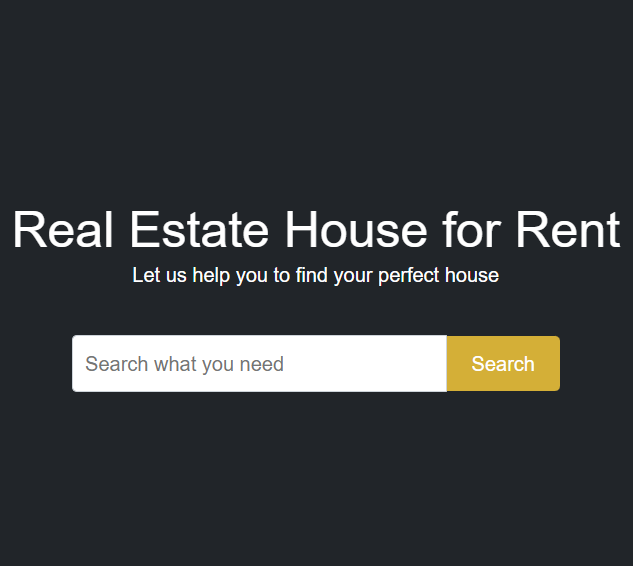 Real Estate House for Rent
Let us help you to find your perfect house
Search what you need
Search